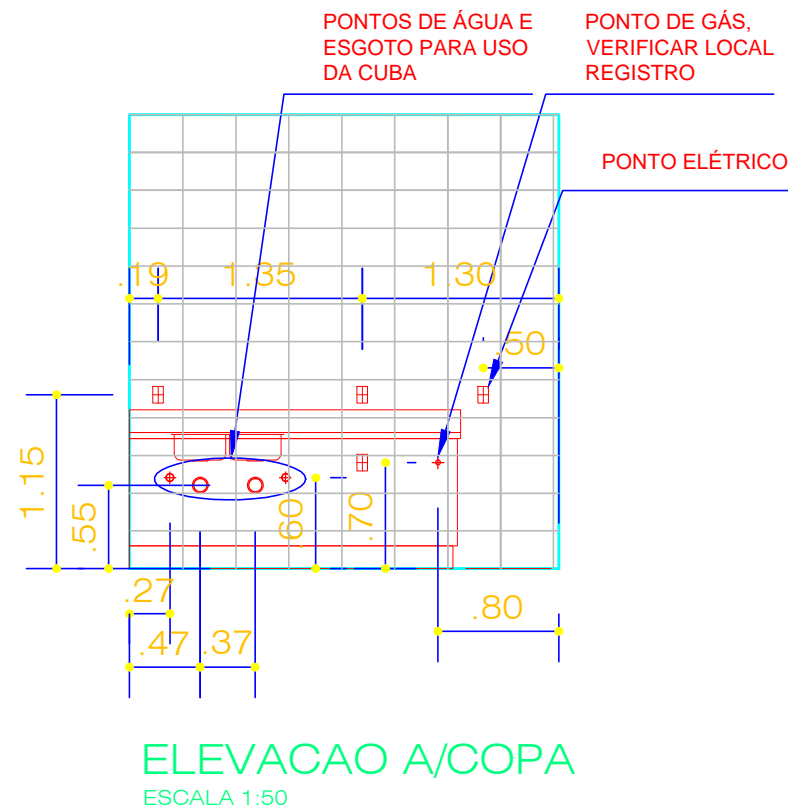 PONTOS DE ÁGUA E
ESGOTO PARA USO
DA CUBA
PONTO DE GÁS,
VERIFICAR LOCAL
REGISTRO
PONTO ELÉTRICO
.19 1.35 1.30
.50
1.15
.55
.60
.70
.27
.47 .37
.80
ELEVACAO A/COPA
ESCALA 1:50